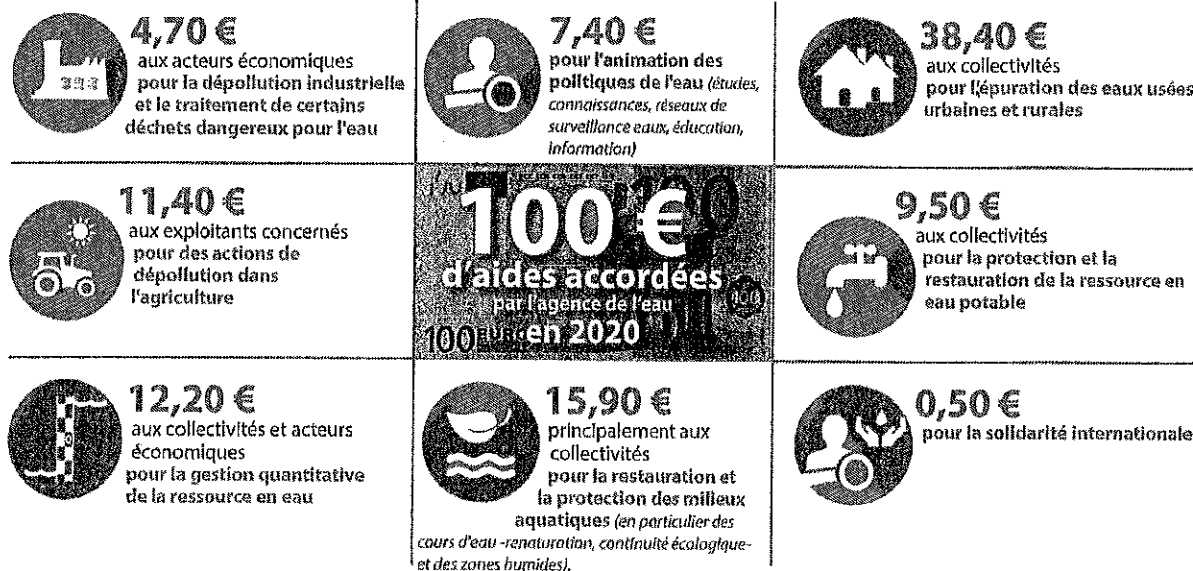 4,70 €
aux acteurs économiques
pour la dépollution industrielle
et le traitement de certains
déchets dangereux pour l'eau
7,40 €
pour l'animation des
politiques de l'eau (études,
connaissances, réseaux de
surveillance eaux, éducation,
information)
38,40 €
aux collectivités
pour l'épuration des eaux usées
urbaines et rurales
11,40 €
aux exploitants concernés
pour des actions de
dépollution dans
l'agriculture
100 €
d'aides accordées
par l'agence de l'eau
en 2020
100 EURO
9,50 €
aux collectivités
pour la protection et la
restauration de la ressource en
eau potable
12,20 €
aux collectivités et acteurs
économiques
pour la gestion quantitative
de la ressource en eau
15,90 €
principalement aux
collectivités
pour la restauration et
la protection des milieux
aquatiques (en particulier des
cours d'eau -renaturation, continuité écologique-
et des zones humides).
0,50 €
pour la solidarité internationale